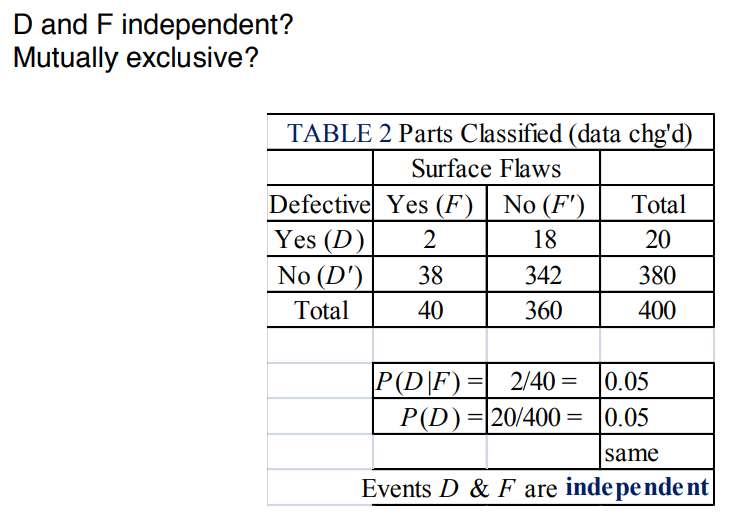 D and F independent?
Mutually exclusive?
TABLE 2 Parts Classified (data chg'd)
Surface Flaws
Defective Yes (F) No (F') Total
Yes (D) 2 18 20
No (D') 38 342 380
Total 40 360 400
P(D|F) = 2/40 = 0.05
P(D) = 20/400 = 0.05
same
Events D & F are independent